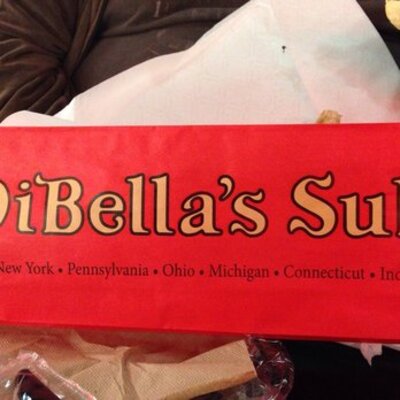 DiBella's Sub
New York • Pennsylvania • Ohio • Michigan • Connecticut • Ind